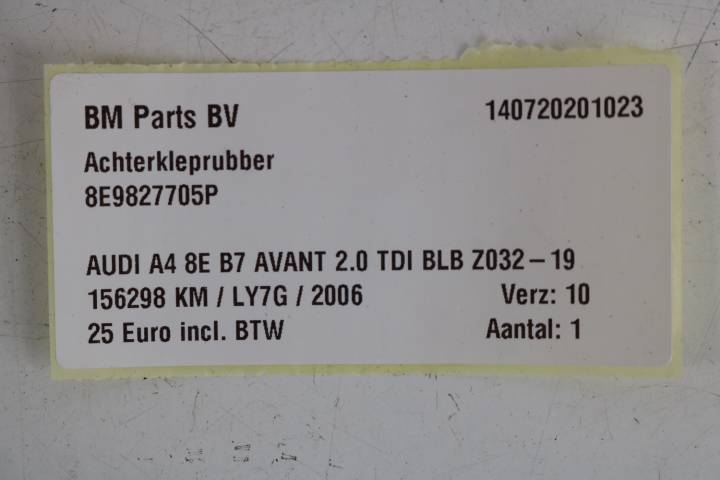 BM Parts BV 140720201023
Achterkleprubber
8E9827705P
AUDI A4 8E B7 AVANT 2.0 TDI BLB Z032-19
156298 KM / LY7G / 2006 Verz: 10
25 Euro incl. BTW Aantal: 1